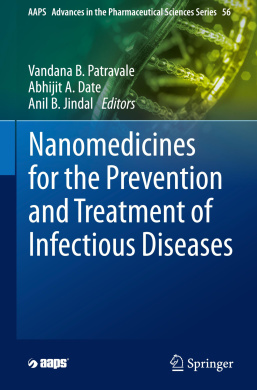 AAPS Advances in the Pharmaceutical Sciences Series 56
Vandana B. Patravale
Abhijit A. Date
Anil B. Jindal Editors
Nanomedicines
for the Prevention
and Treatment of
Infectious Diseases
aaps
Springer